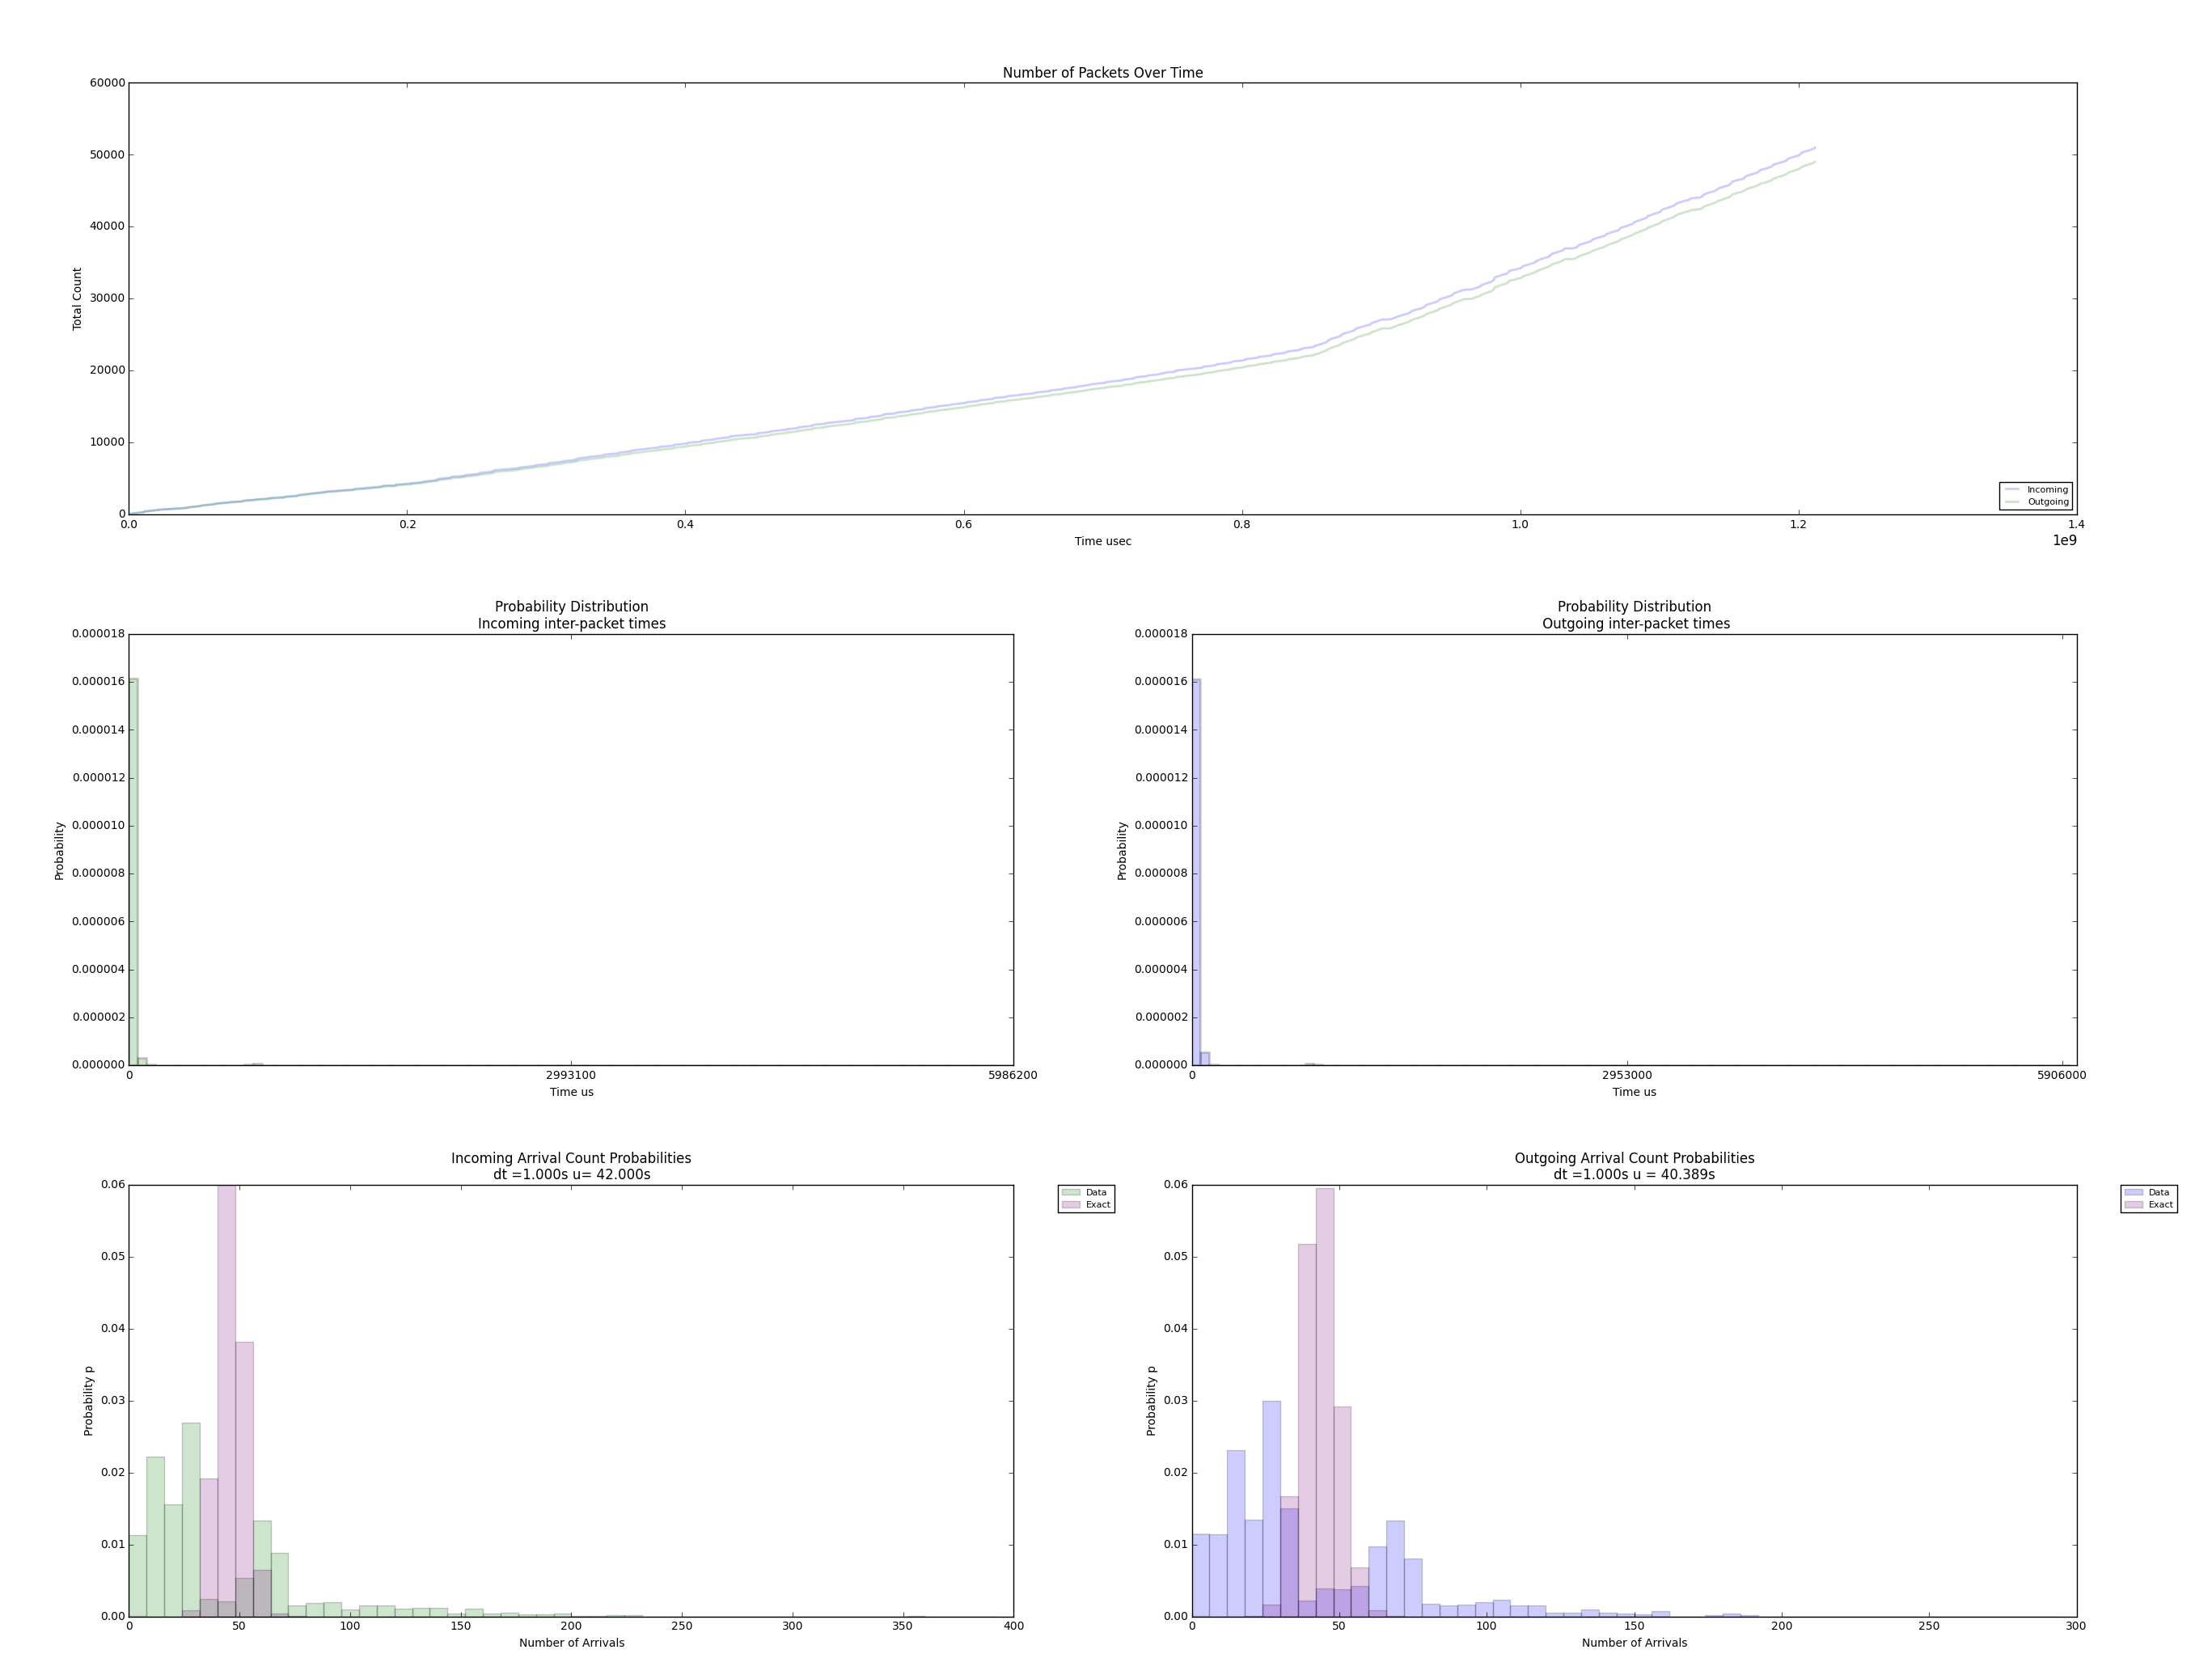 Number of Packets Over Time
60000
50000
40000
30000
20000
10000
0
Total Count
0.0 0.2 0.4 0.6 0.8 1.0 1.2 1.4
Time usec
1e9
Incoming
Outgoing
Probability Distribution
Incoming inter-packet times
0.000018
0.000016
0.000014
0.000012
0.000010
0.000008
0.000006
0.000004
0.000002
0.000000
Probability
0 2993100 5986200
Time us
Probability Distribution
Outgoing inter-packet times
0.000018
0.000016
0.000014
0.000012
0.000010
0.000008
0.000006
0.000004
0.000002
0.000000
Probability
0 2953000 5906000
Time us
Incoming Arrival Count Probabilities
dt =1.000s u= 42.000s
0.06
0.05
0.04
0.03
0.02
0.01
0.00
Probability p
0 50 100 150 200 250 300 350 400
Number of Arrivals
Data
Exact
Outgoing Arrival Count Probabilities
dt =1.000s u = 40.389s
0.06
0.05
0.04
0.03
0.02
0.01
0.00
Probability p
0 50 100 150 200 250 300
Number of Arrivals
Data
Exact